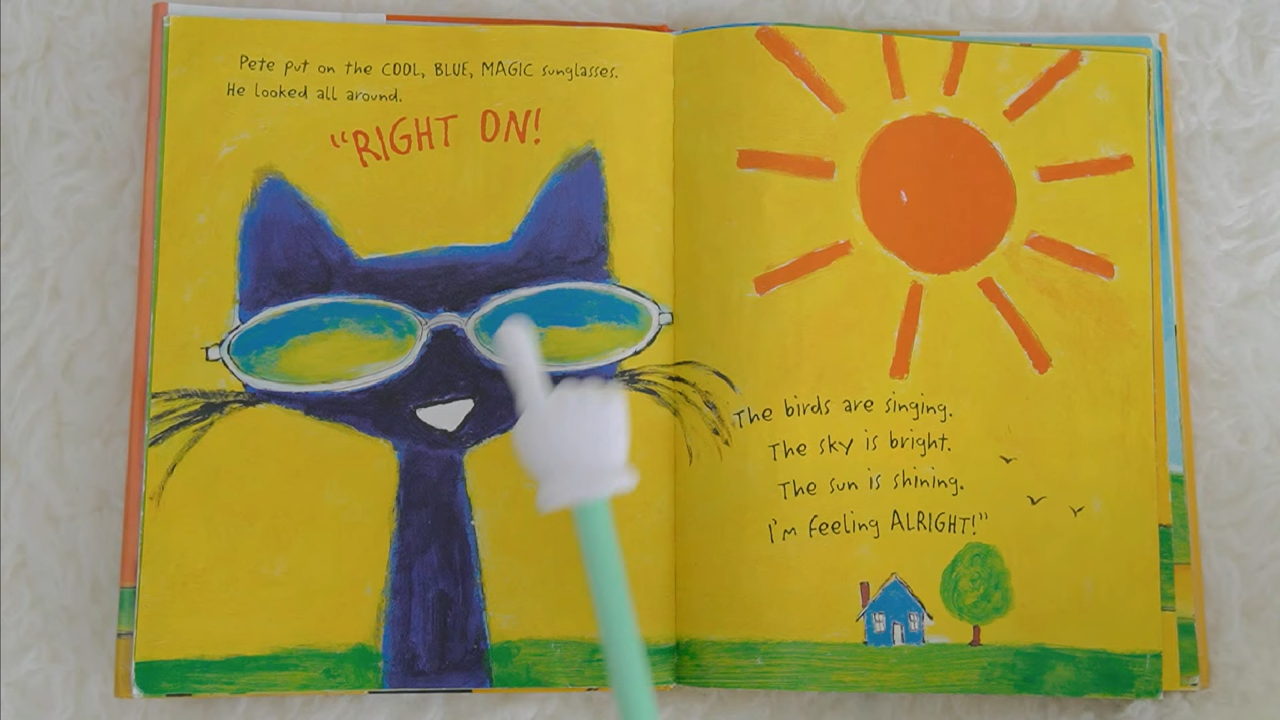 Pete put on the COOL, BLUE, MAGIC sunglasses.
He looked all around.
“RIGHT ON!
The birds are singing.
The sky is bright.
The sun is shining.
I'm feeling ALRIGHT!”